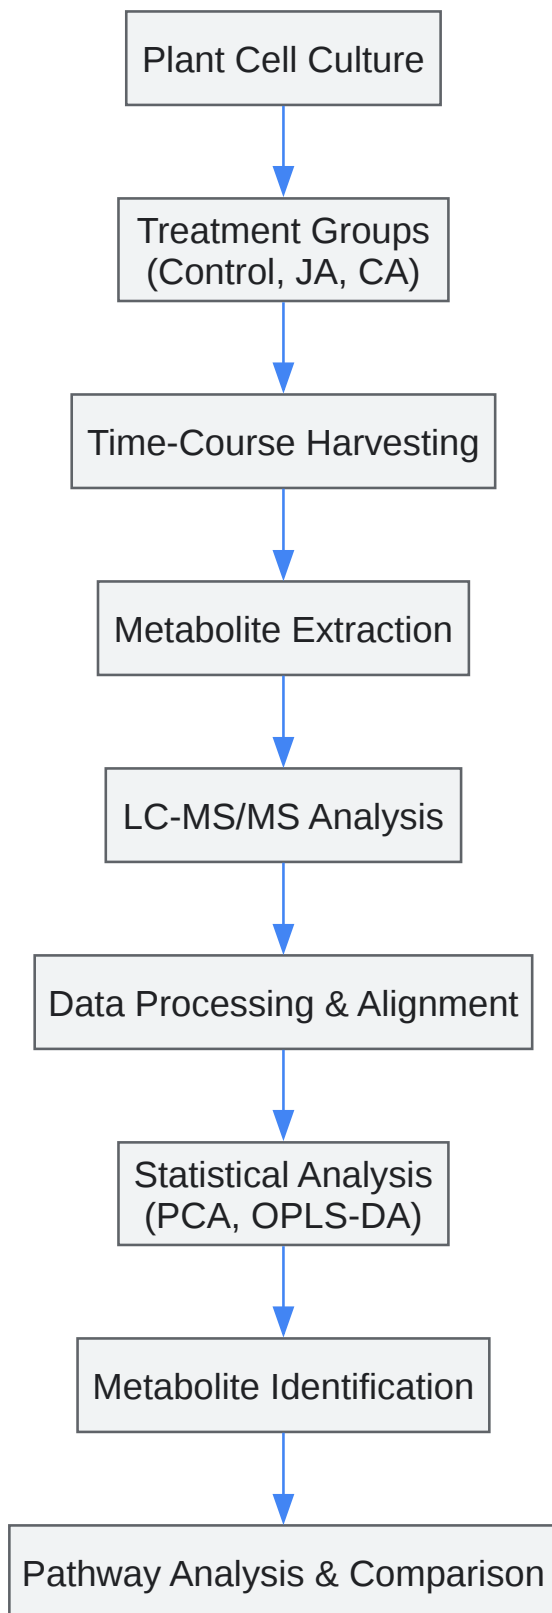 Plant Cell Culture
Treatment Groups
(Control, JA, CA)
Time-Course Harvesting
Metabolite Extraction
LC-MS/MS Analysis
Data Processing & Alignment
Statistical Analysis
(PCA, OPLS-DA)
Metabolite Identification
Pathway Analysis & Comparison